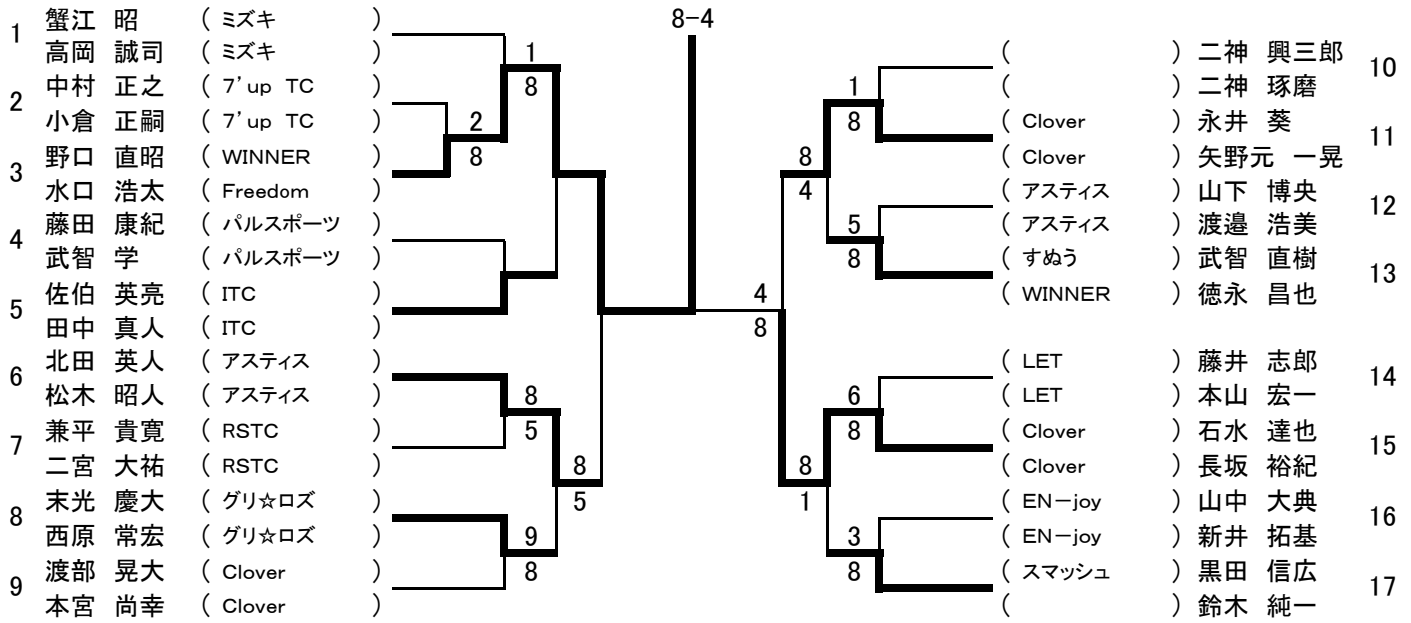 8-4
1 蟹江 昭 ( ミズキ )
高岡 誠司 ( ミズキ )
2 中村 正之 ( 7'up TC )
小倉 正嗣 ( 7'up TC )
3 野口 直昭 ( WINNER )
水口 浩太 ( Freedom )
4 藤田 康紀 ( パルスポーツ )
武智 学 ( パルスポーツ )
5 佐伯 英亮 ( ITC )
田中 真人 ( ITC )
6 北田 英人 ( アスティス )
松木 昭人 ( アスティス )
7 兼平 貴寛 ( RSTC )
二宮 大祐 ( RSTC )
8 末光 慶大 ( グリ☆ロズ )
西原 常宏 ( グリ☆ロズ )
9 渡部 晃大 ( Clover )
本宮 尚幸 ( Clover )
1
8
2
8
8
5
8
5
9
8
( ) 二神 興三郎 10
( ) 二神 琢磨
( Clover ) 永井 葵 11
( Clover ) 矢野元 一晃
( アスティス ) 山下 博央 12
( アスティス ) 渡邉 浩美
( すぬう ) 武智 直樹 13
( WINNER ) 徳永 昌也
( LET ) 藤井 志郎 14
( LET ) 本山 宏一
( Clover ) 石水 達也 15
( Clover ) 長坂 裕紀
( EN-joy ) 山中 大典 16
( EN-joy ) 新井 拓基
( スマッシュ ) 黒田 信広 17
( ) 鈴木 純一
1
8
8
4
5
8
4
8
6
8
8
1
3
8